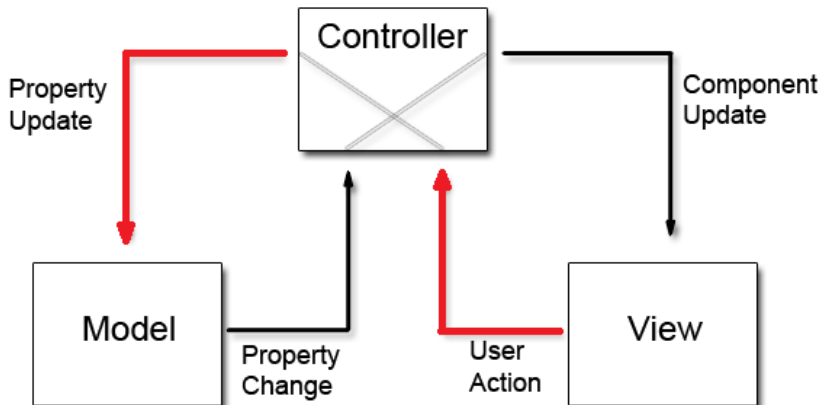 Controller
Property
Update
Component
Update
Model
Property
Change
User
Action
View